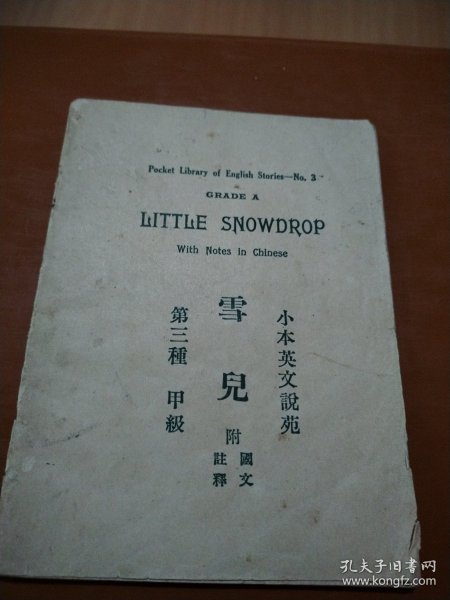 Pocket Library of English Stories—No. 3
GRADE A
LITTLE SNOWDROP
With Notes in Chinese
小本英文說苑
雪兒
附國文註釋
第三種 甲級
孔夫子旧书网
www.kongfz.com